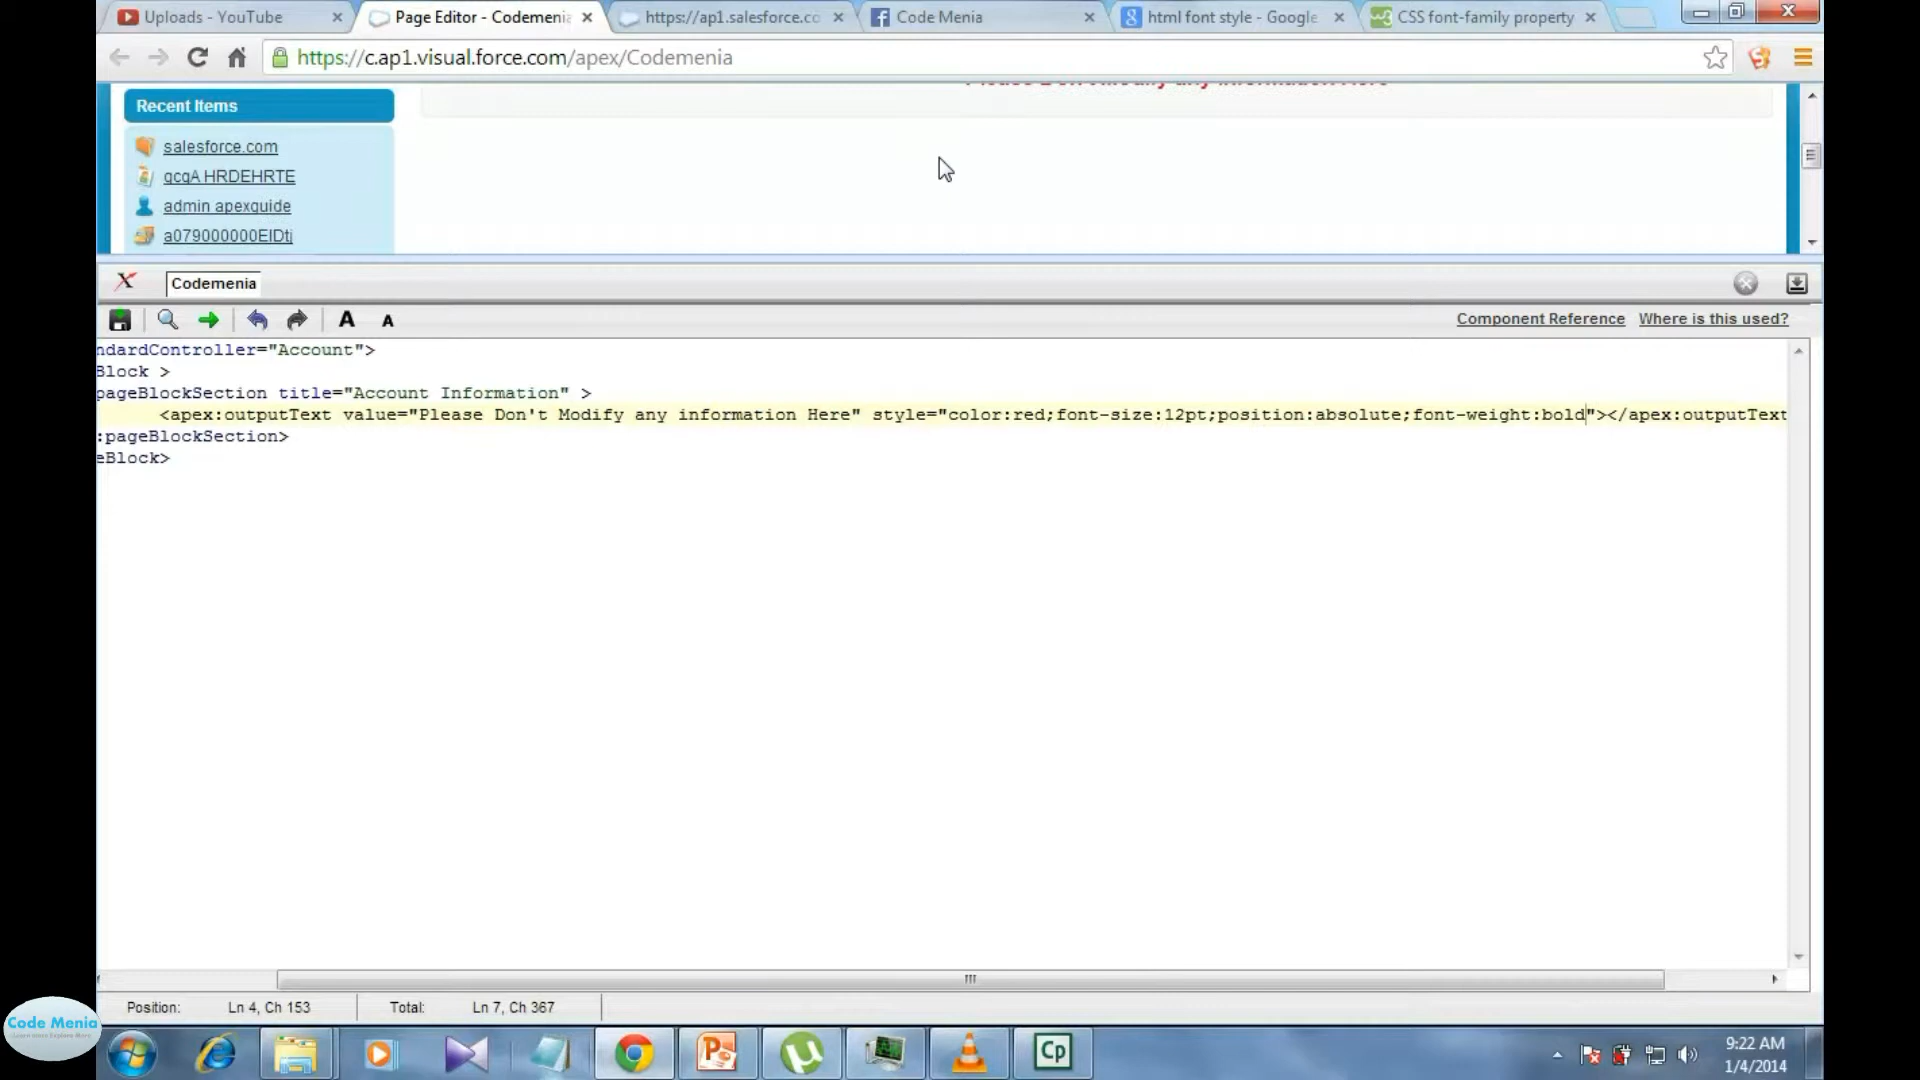 Uploads - YouTube
Page Editor - Codemenia
https://ap1.salesforce.co
Code Menia
html font style - Google
CSS font-family property
https://c.ap1.visual.force.com/apex/Codemenia
Recent Items
salesforce.com
gcgA HRDEHRTE
admin apexguide
a079000000EIDtj
Codemenia
A A
Component Reference
Where is this used?
ndardController="Account">
Block >
pageBlockSection title="Account Information" >
<apex:outputText value="Please Don't Modify any information Here" style="color:red;font-size:12pt;position:absolute;font-weight:bold"></apex:outputText
:pageBlockSection>
eBlock>
Position: Ln 4, Ch 153 Total: Ln 7, Ch 367
Code Menia
Cp
9:22 AM
1/4/2014